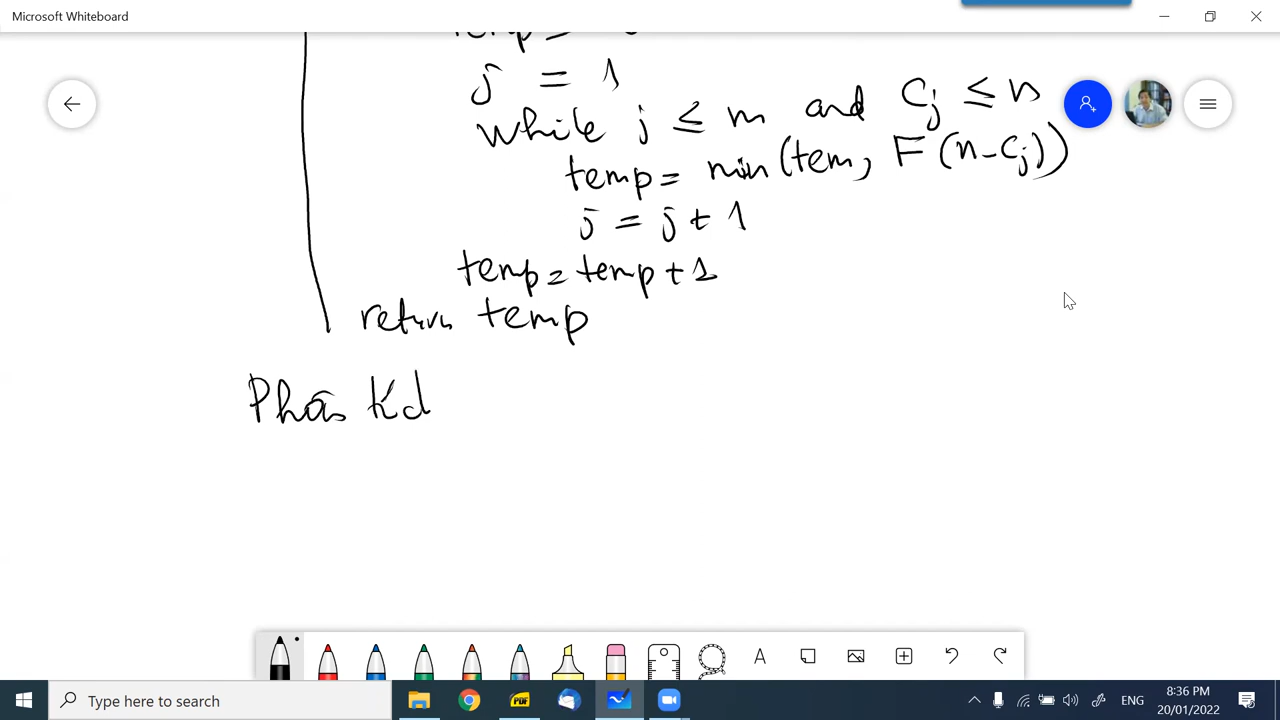 Microsoft Whiteboard
j = 1
while j ≤ m and Cj ≤ n
temp = min(tem, F(n-Cj))
j = j + 1
temp = temp + 1
return temp
Phân Kd
Type here to search
ENG
8:36 PM
20/01/2022